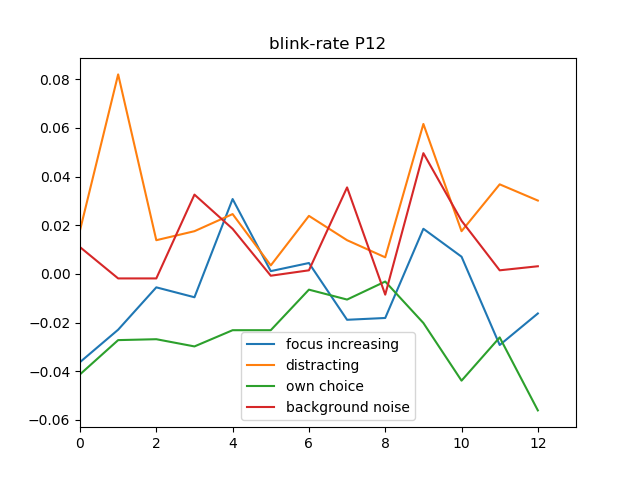 blink-rate P12
0.08
0.06
0.04
0.02
0.00
−0.02
−0.04
−0.06
focus increasing
distracting
own choice
background noise
0 2 4 6 8 10 12